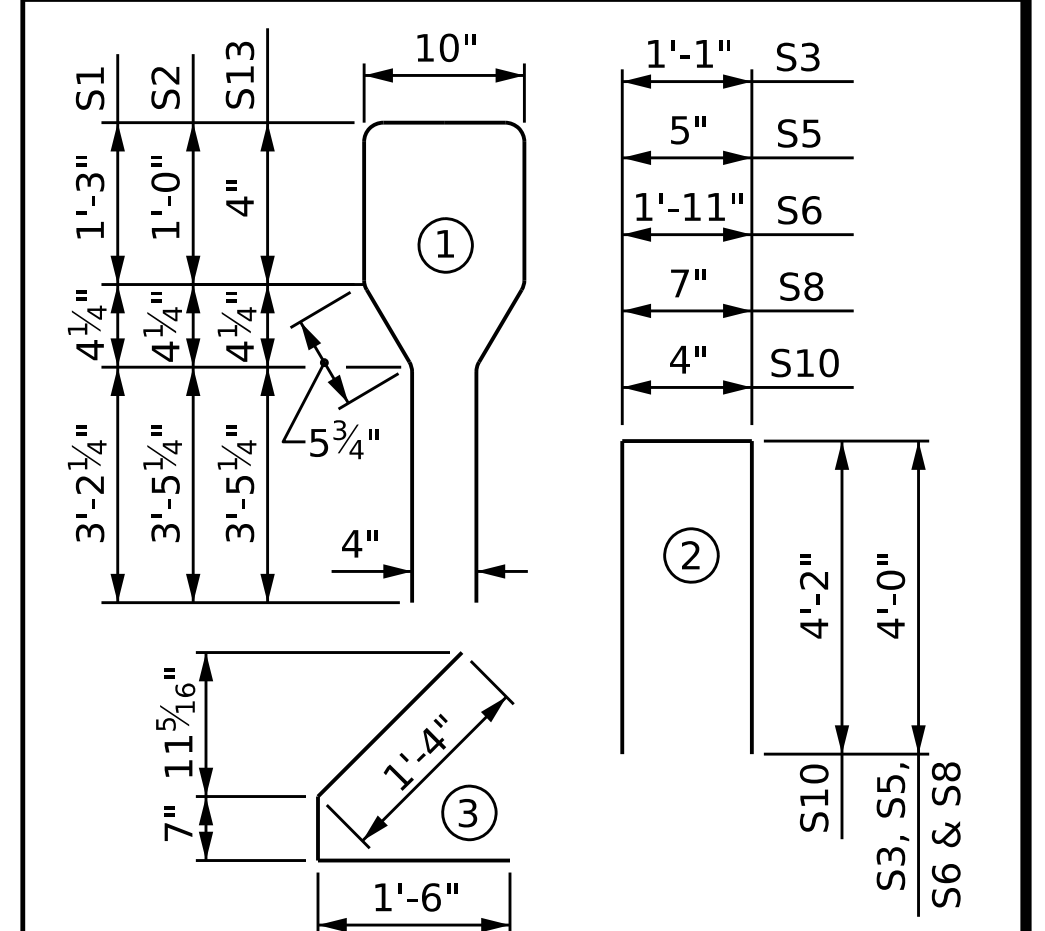 S1
S2
S13
10"
1'-3"
1'-0"
4"
1
4¼"
4¼"
4¼"
5¾"
3'-2¼"
3'-5¼"
3'-5¼"
4"
1'-1" S3
5" S5
1'-11" S6
7" S8
4" S10
2
4'-2"
4'-0"
S10
S3, S5,
S6 & S8
11⁵⁄₁₆"
7"
1'-4"
3
1'-6"